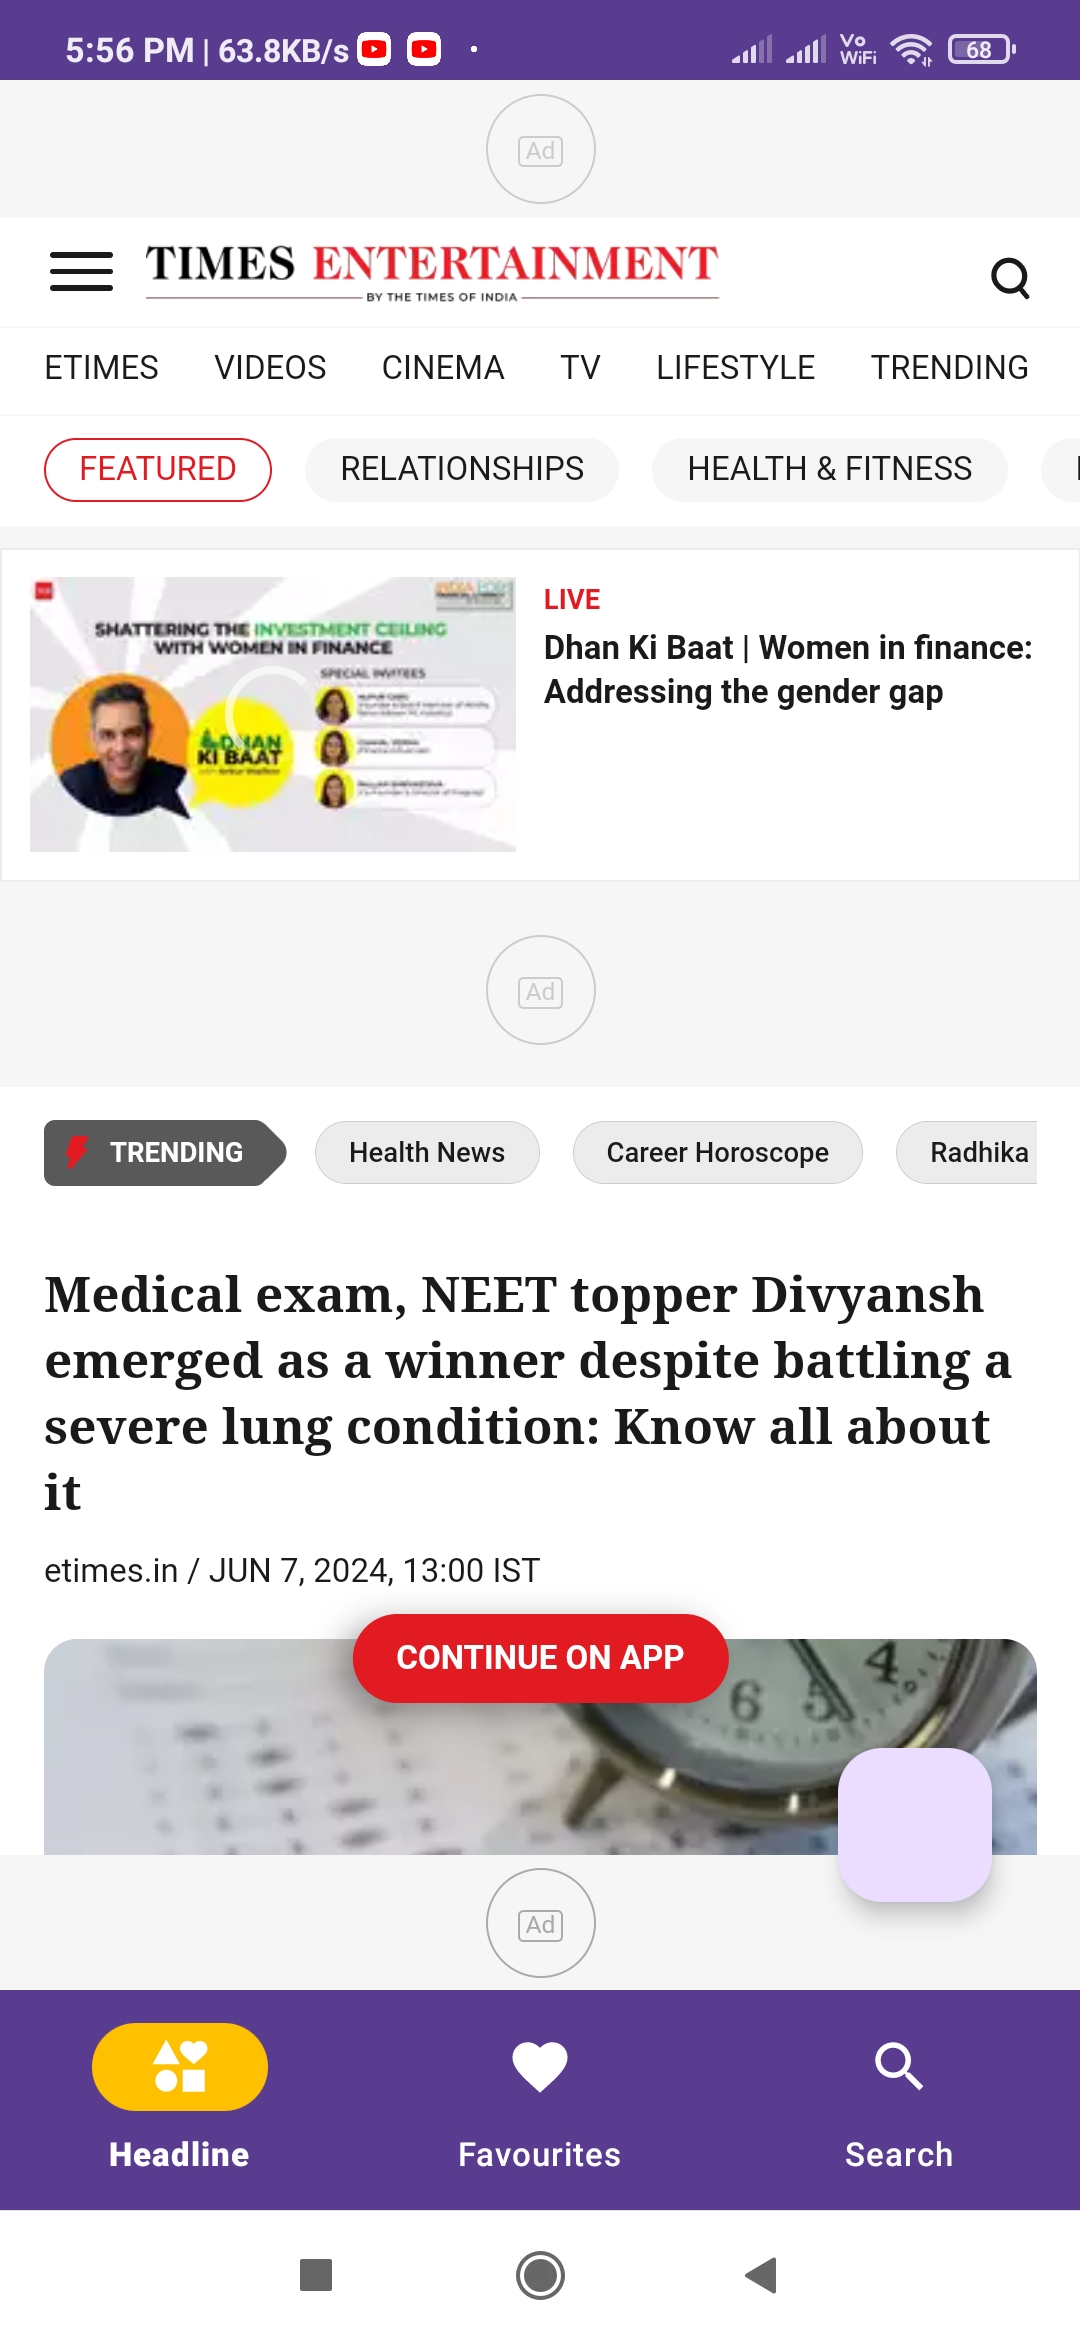 5:56 PM | 63.8KB/s
Vo
WiFi
68
Ad
TIMES ENTERTAINMENT
BY THE TIMES OF INDIA
ETIMES VIDEOS CINEMA TV LIFESTYLE TRENDING
FEATURED RELATIONSHIPS HEALTH & FITNESS
SHATTERING THE INVESTMENT CEILING
WITH WOMEN IN FINANCE
SPECIAL INVITEES
DHAN
KI BAAT
LIVE
Dhan Ki Baat | Women in finance:
Addressing the gender gap
Ad
TRENDING Health News Career Horoscope Radhika
Medical exam, NEET topper Divyansh
emerged as a winner despite battling a
severe lung condition: Know all about
it
etimes.in / JUN 7, 2024, 13:00 IST
CONTINUE ON APP
6 5 4
Ad
Headline Favourites Search